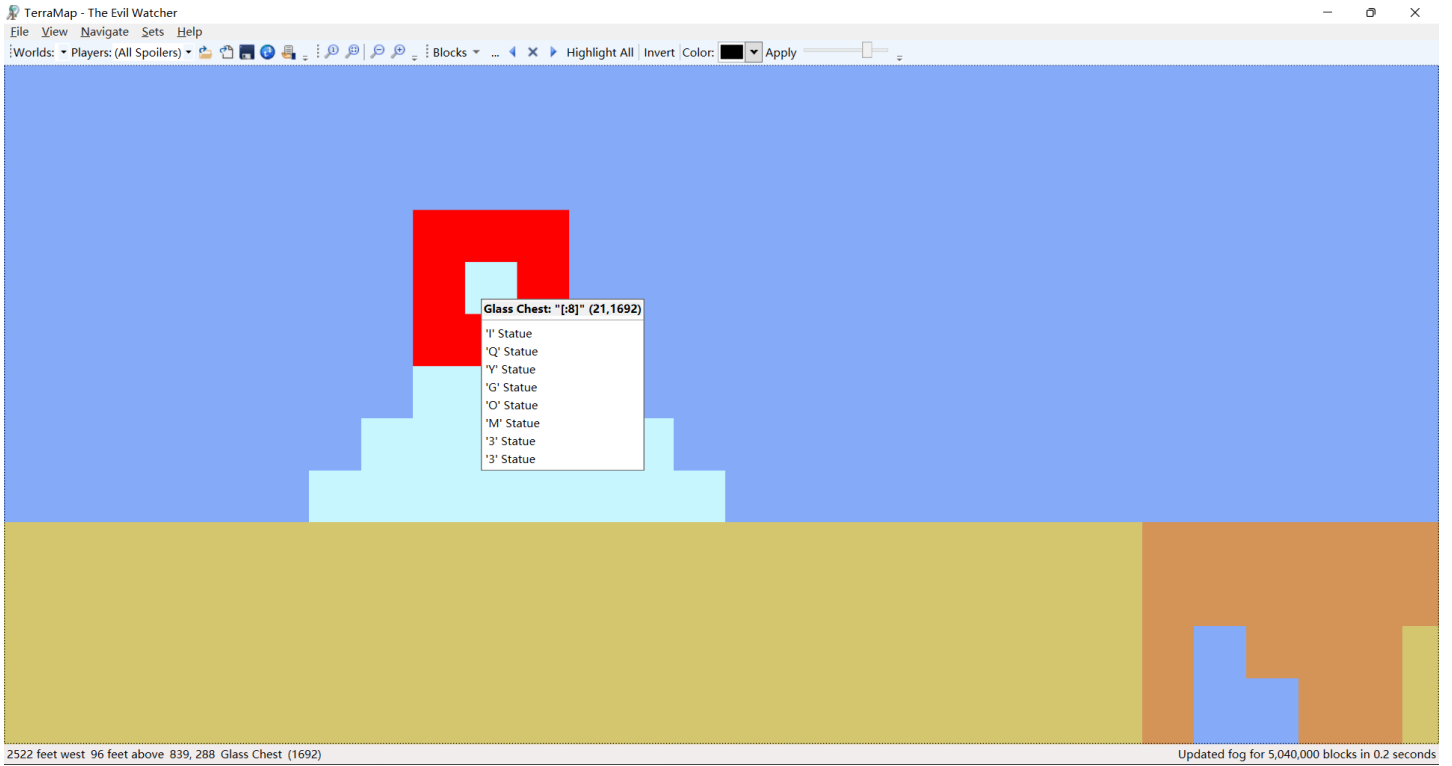 TerraMap - The Evil Watcher
File View Navigate Sets Help
Worlds: Players: (All Spoilers) Blocks ... Highlight All Invert Color: Apply
Glass Chest: "[:8]" (21,1692)
'I' Statue
'Q' Statue
'Y' Statue
'G' Statue
'O' Statue
'M' Statue
'3' Statue
'3' Statue
2522 feet west 96 feet above 839, 288 Glass Chest (1692) Updated fog for 5,040,000 blocks in 0.2 seconds